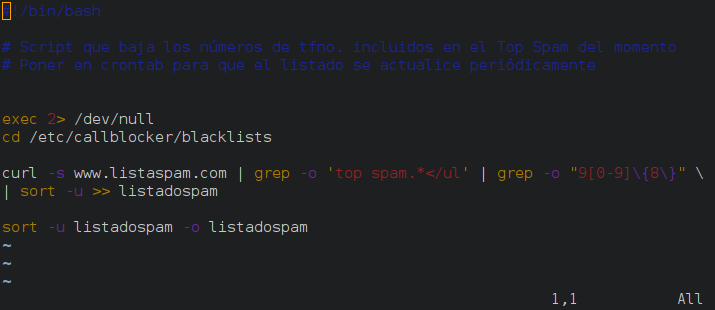 #!/bin/bash
# Script que baja los números de tfno. incluidos en el Top Spam del momento
# Poner en crontab para que el listado se actualice periódicamente
exec 2> /dev/null
cd /etc/callblocker/blacklists
curl -s www.listaspam.com | grep -o 'top spam.*</ul' | grep -o "9[0-9]\{8\}" \
| sort -u >> listadospam
sort -u listadospam -o listadospam
~
~
~
1,1 All